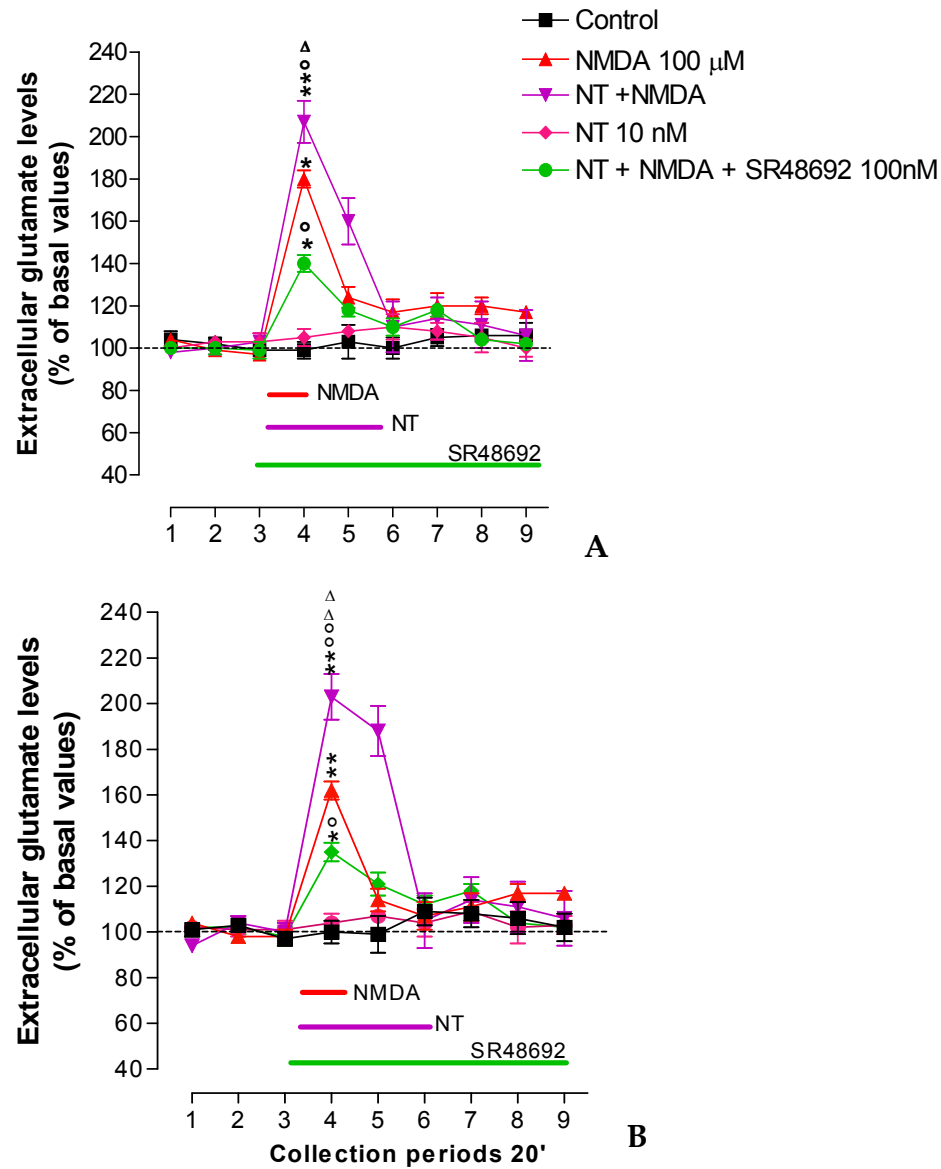 Control
NMDA 100 μM
NT +NMDA
NT 10 nM
NT + NMDA + SR48692 100nM
Extracellular glutamate levels
(% of basal values)
240
220
200
180
160
140
120
100
80
60
40
Δ
°
**
*
°
*
NMDA
NT
SR48692
1 2 3 4 5 6 7 8 9
A
Extracellular glutamate levels
(% of basal values)
240
220
200
180
160
140
120
100
80
60
40
Δ
Δ
°
°
**
**
°
*
NMDA
NT
SR48692
1 2 3 4 5 6 7 8 9
Collection periods 20'
B